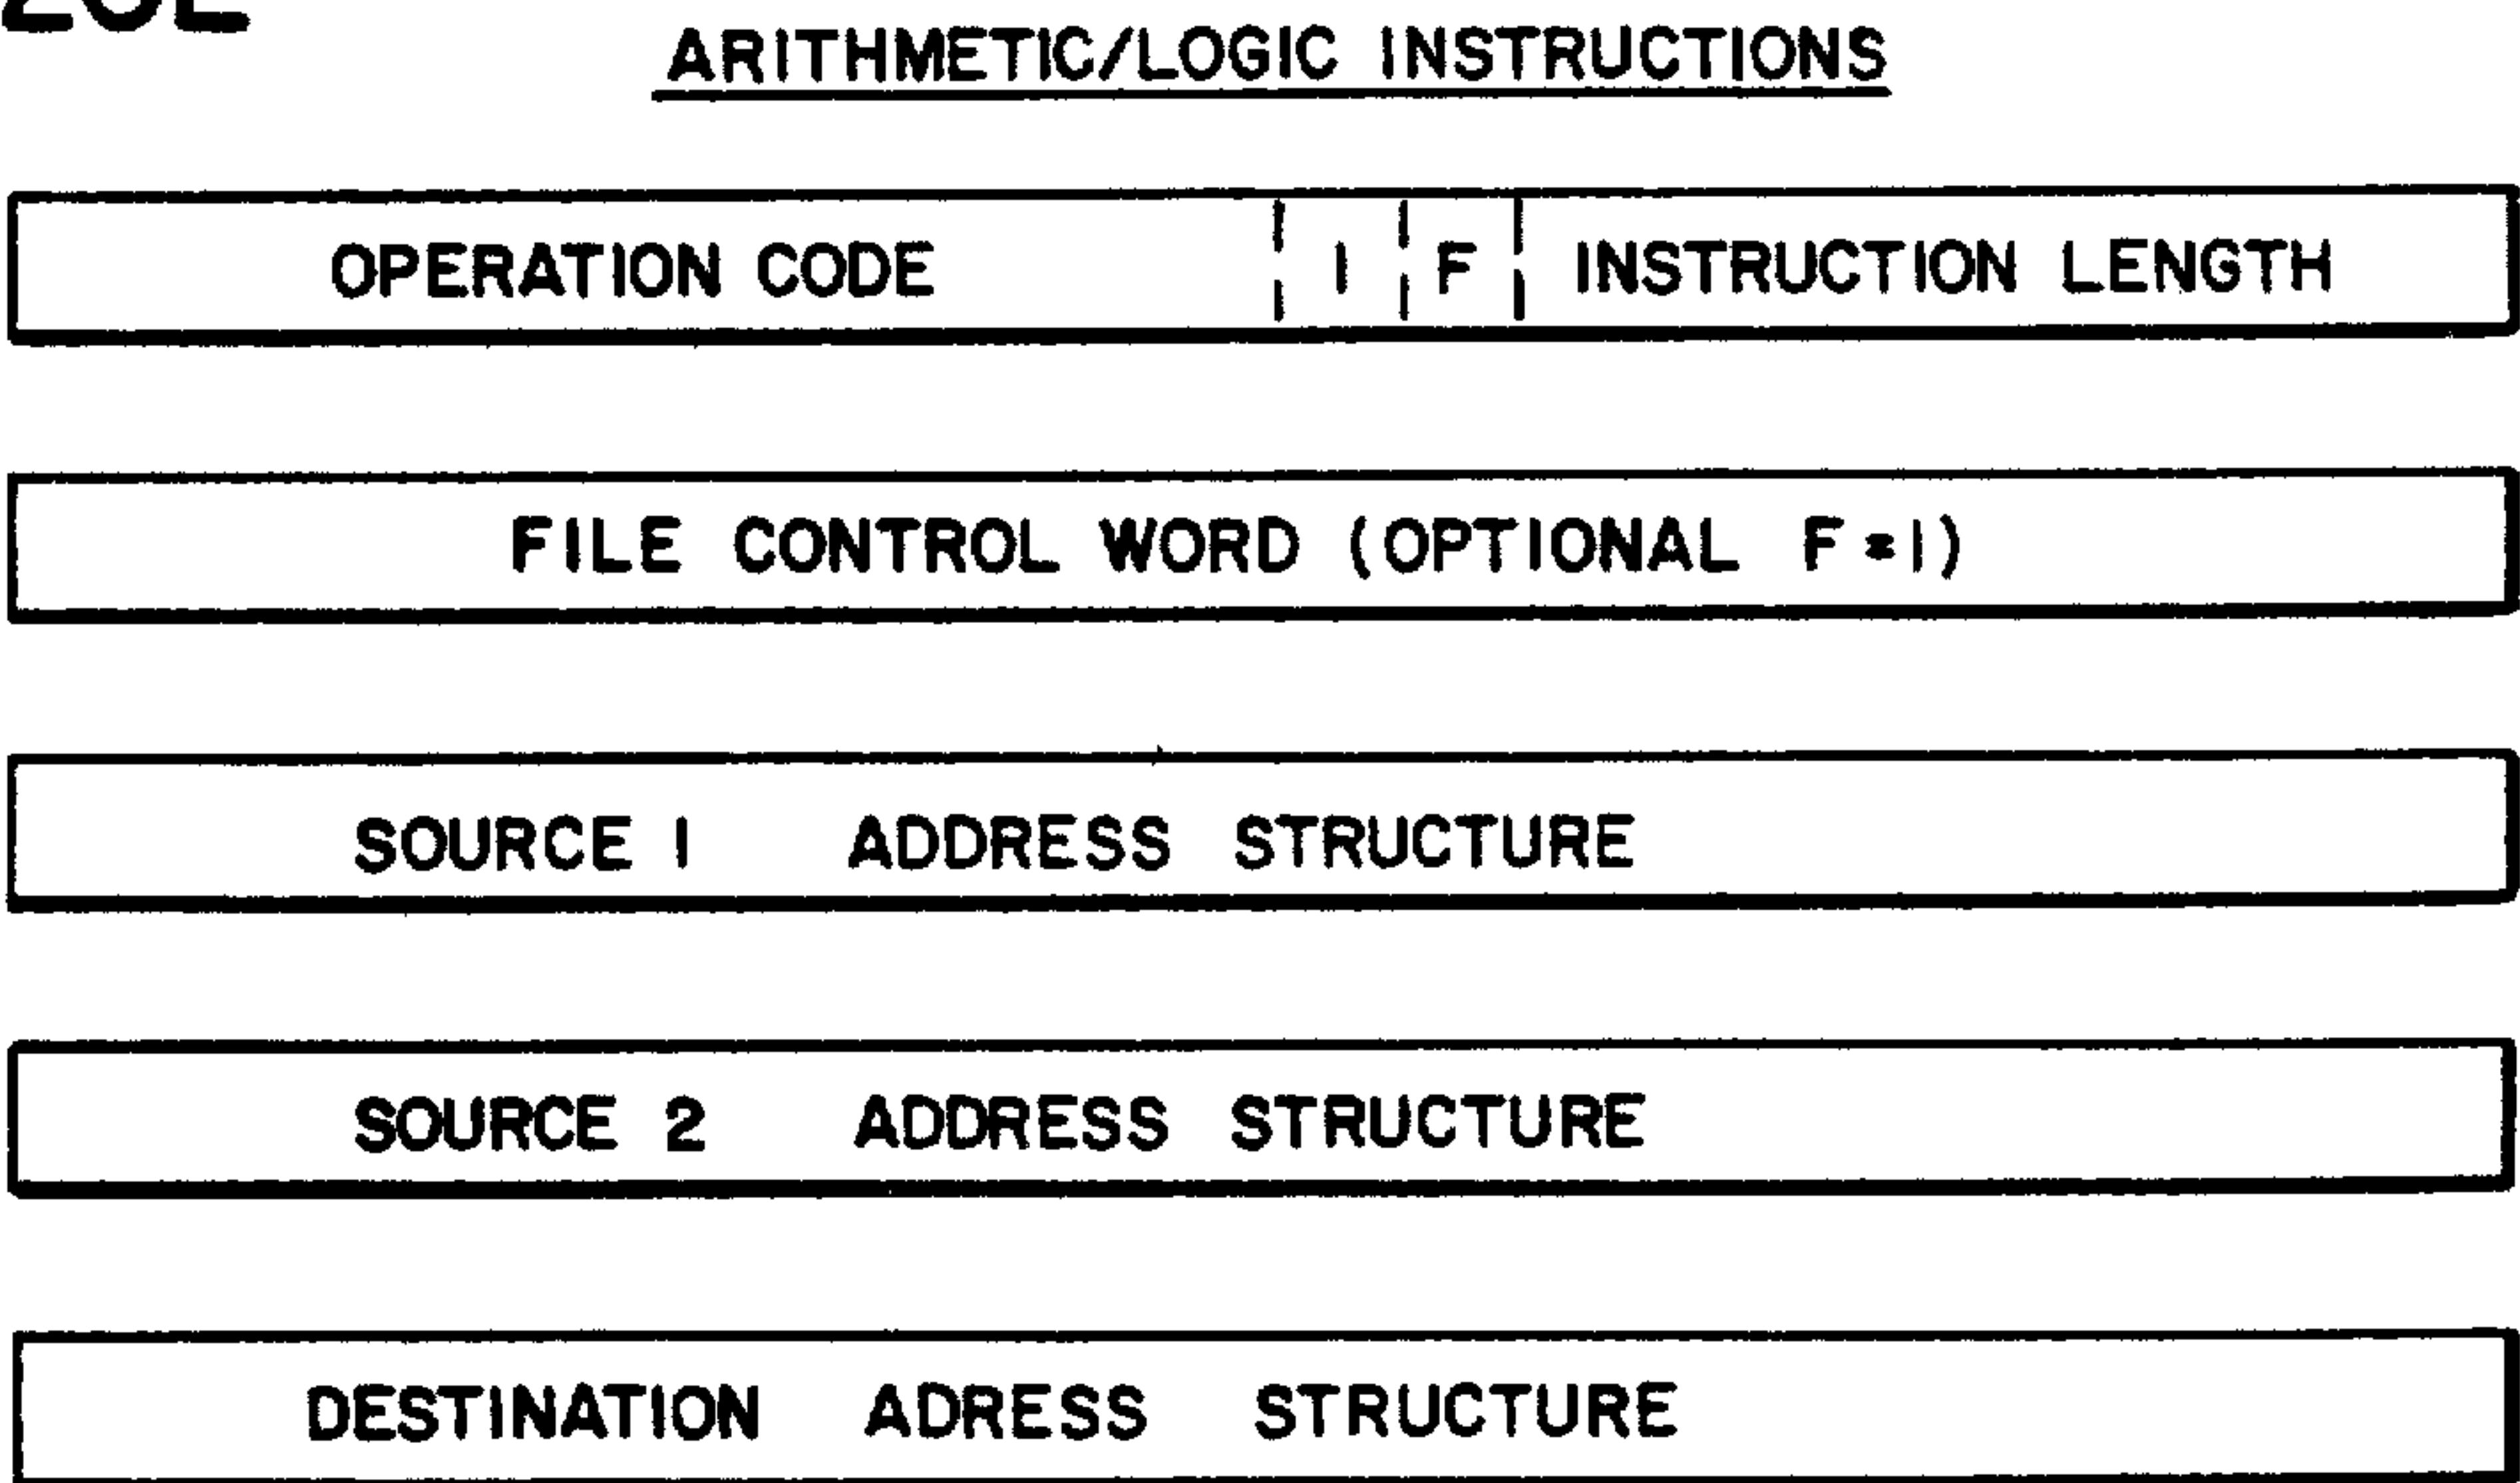 ARITHMETIC/LOGIC INSTRUCTIONS
OPERATION CODE I F INSTRUCTION LENGTH
FILE CONTROL WORD (OPTIONAL F=1)
SOURCE 1 ADDRESS STRUCTURE
SOURCE 2 ADDRESS STRUCTURE
DESTINATION ADRESS STRUCTURE